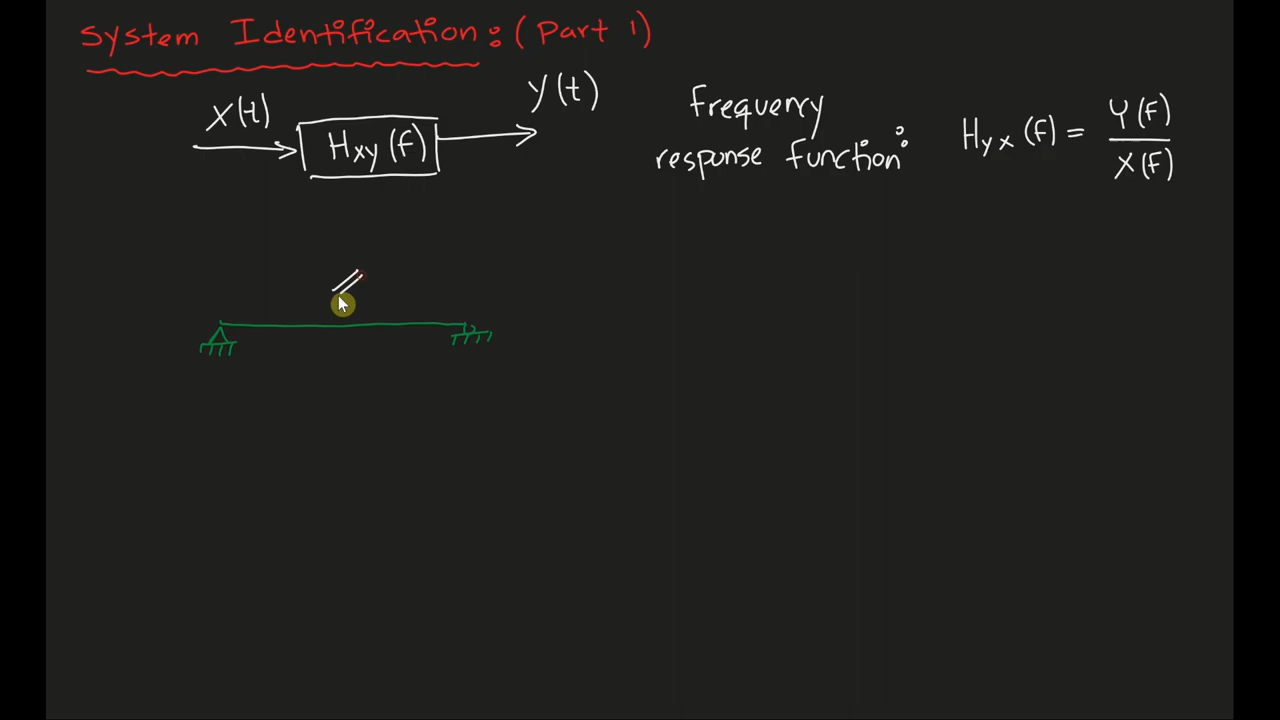 System Identification: (Part 1)
X(t)
Hxy(f)
Y(t)
Frequency
response function:
Hyx(F) = Y(F) / X(F)